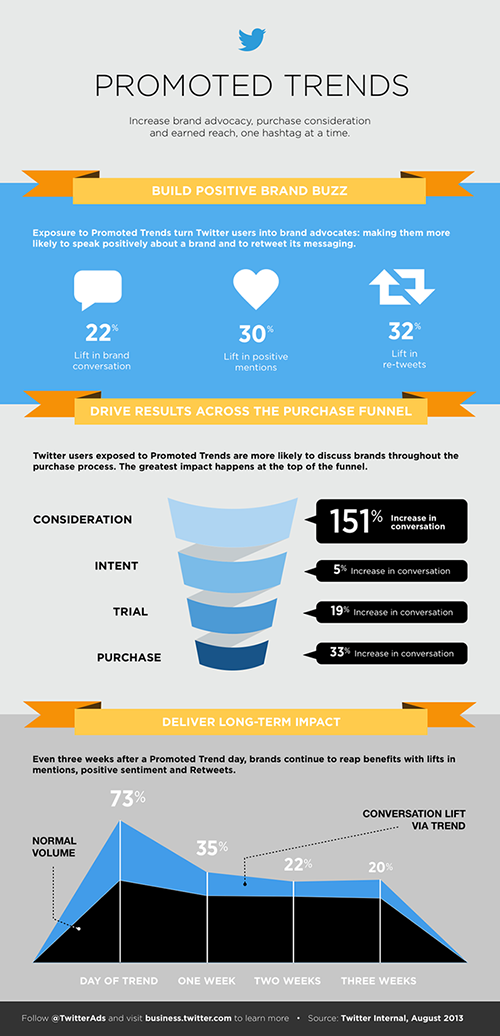 PROMOTED TRENDS
Increase brand advocacy, purchase consideration
and earned reach, one hashtag at a time.
BUILD POSITIVE BRAND BUZZ
Exposure to Promoted Trends turn Twitter users into brand advocates: making them more
likely to speak positively about a brand and to retweet its messaging.
22%
Lift in brand
conversation
30%
Lift in positive
mentions
32%
Lift in
re-tweets
DRIVE RESULTS ACROSS THE PURCHASE FUNNEL
Twitter users exposed to Promoted Trends are more likely to discuss brands throughout the
purchase process. The greatest impact happens at the top of the funnel.
CONSIDERATION
151% Increase in
conversation
INTENT
5% Increase in conversation
TRIAL
19% Increase in conversation
PURCHASE
33% Increase in conversation
DELIVER LONG-TERM IMPACT
Even three weeks after a Promoted Trend day, brands continue to reap benefits with lifts in
mentions, positive sentiment and Retweets.
73%
CONVERSATION LIFT
VIA TREND
NORMAL
VOLUME
35%
22%
20%
DAY OF TREND ONE WEEK TWO WEEKS THREE WEEKS
Follow @TwitterAds and visit business.twitter.com to learn more • Source: Twitter Internal, August 2013